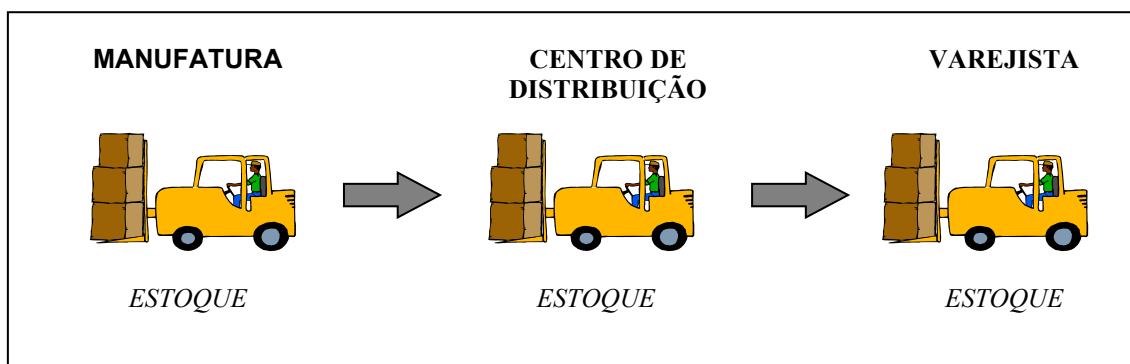 MANUFATURA
CENTRO DE
DISTRIBUIÇÃO
VAREJISTA
ESTOQUE
ESTOQUE
ESTOQUE